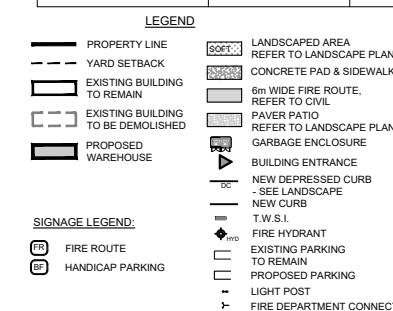 LEGEND
PROPERTY LINE
YARD SETBACK
EXISTING BUILDING
TO REMAIN
EXISTING BUILDING
TO BE DEMOLISHED
PROPOSED
WAREHOUSE
SIGNAGE LEGEND:
FR FIRE ROUTE
BF HANDICAP PARKING
SOFT LANDSCAPED AREA
REFER TO LANDSCAPE PLAN
CONCRETE PAD & SIDEWALK
6m WIDE FIRE ROUTE,
REFER TO CIVIL
PAVER PATIO
REFER TO LANDSCAPE PLAN
GARBAGE ENCLOSURE
BUILDING ENTRANCE
DC NEW DEPRESSED CURB
- SEE LANDSCAPE
NEW CURB
T.W.S.I.
HYD FIRE HYDRANT
EXISTING PARKING
TO REMAIN
PROPOSED PARKING
LIGHT POST
FIRE DEPARTMENT CONNECT